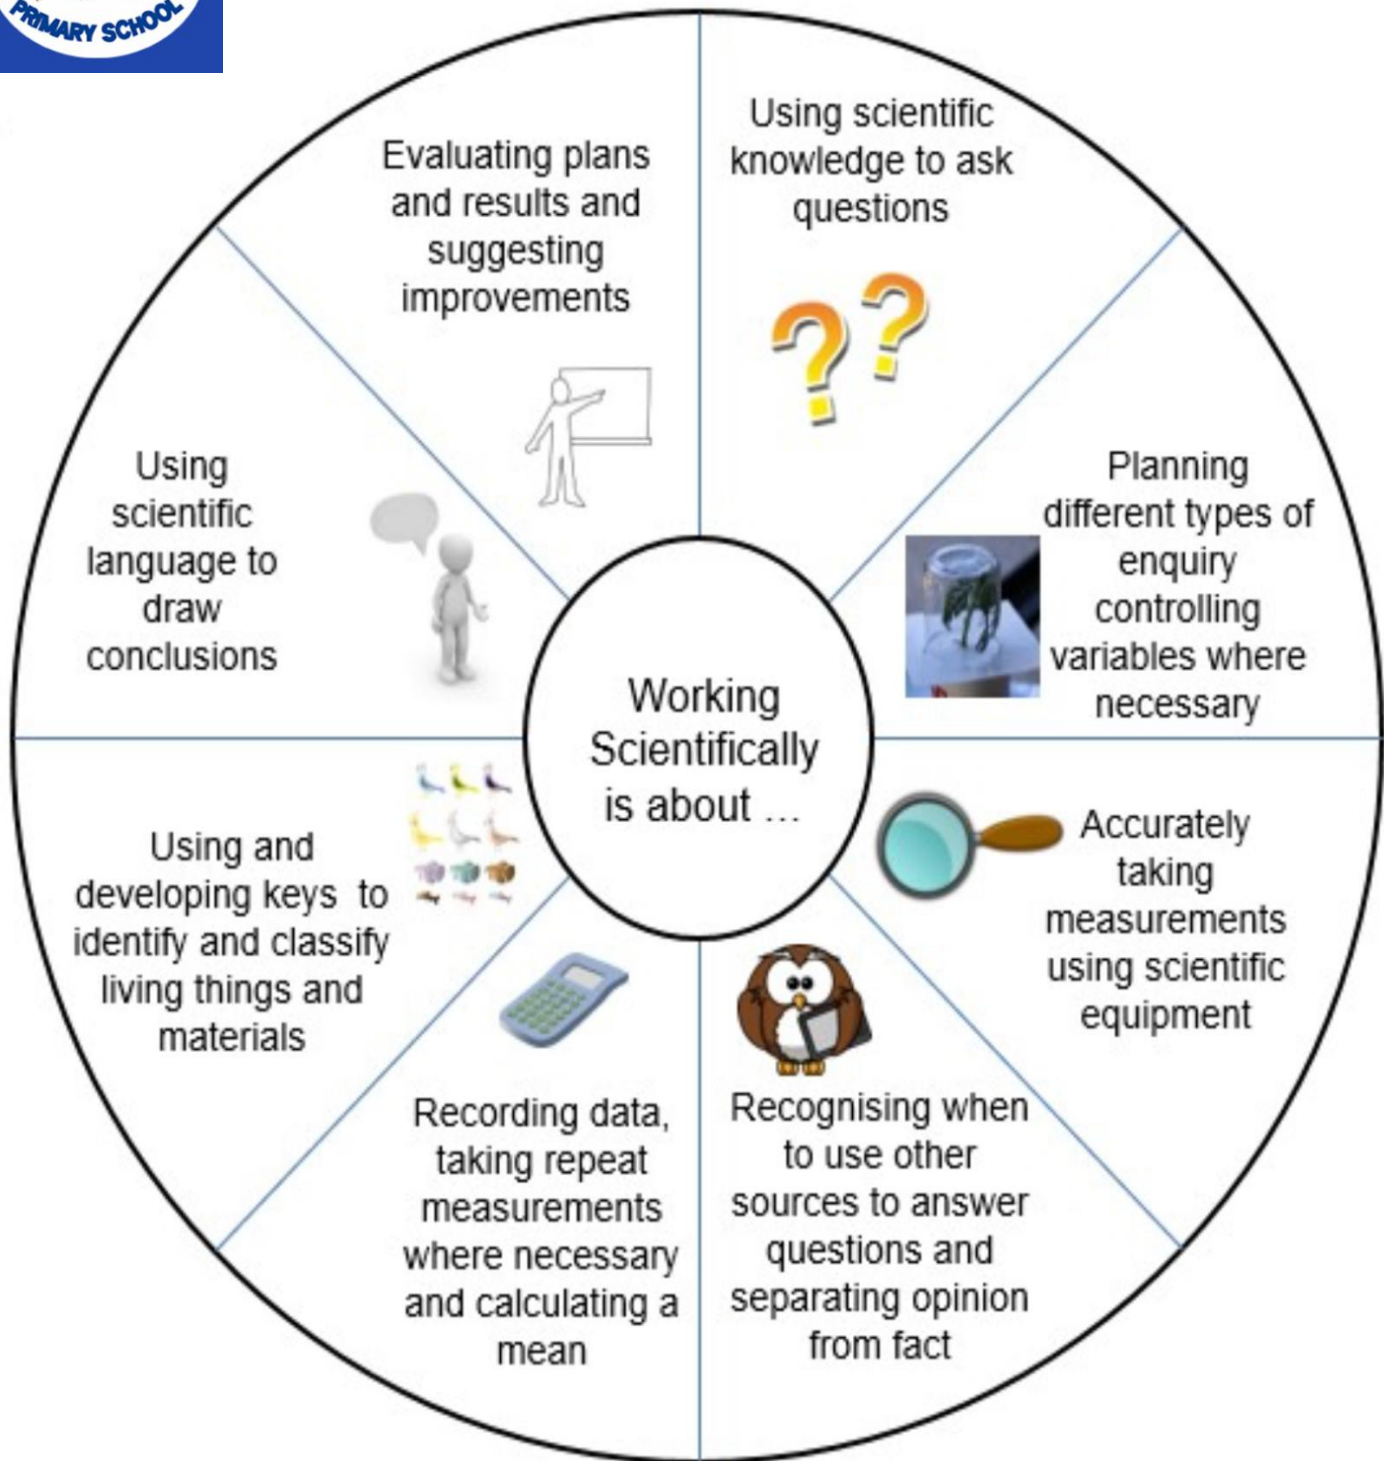 PRIMARY SCHOOL
Using scientific
knowledge to ask
questions
Planning
different types of
enquiry
controlling
variables where
necessary
Accurately
taking
measurements
using scientific
equipment
Recognising when
to use other
sources to answer
questions and
separating opinion
from fact
Recording data,
taking repeat
measurements
where necessary
and calculating a
mean
Using and
developing keys  to
identify and classify
living things and
materials
Using
scientific
language to
draw
conclusions
Evaluating plans
and results and
suggesting
improvements
Working
Scientifically
is about ...